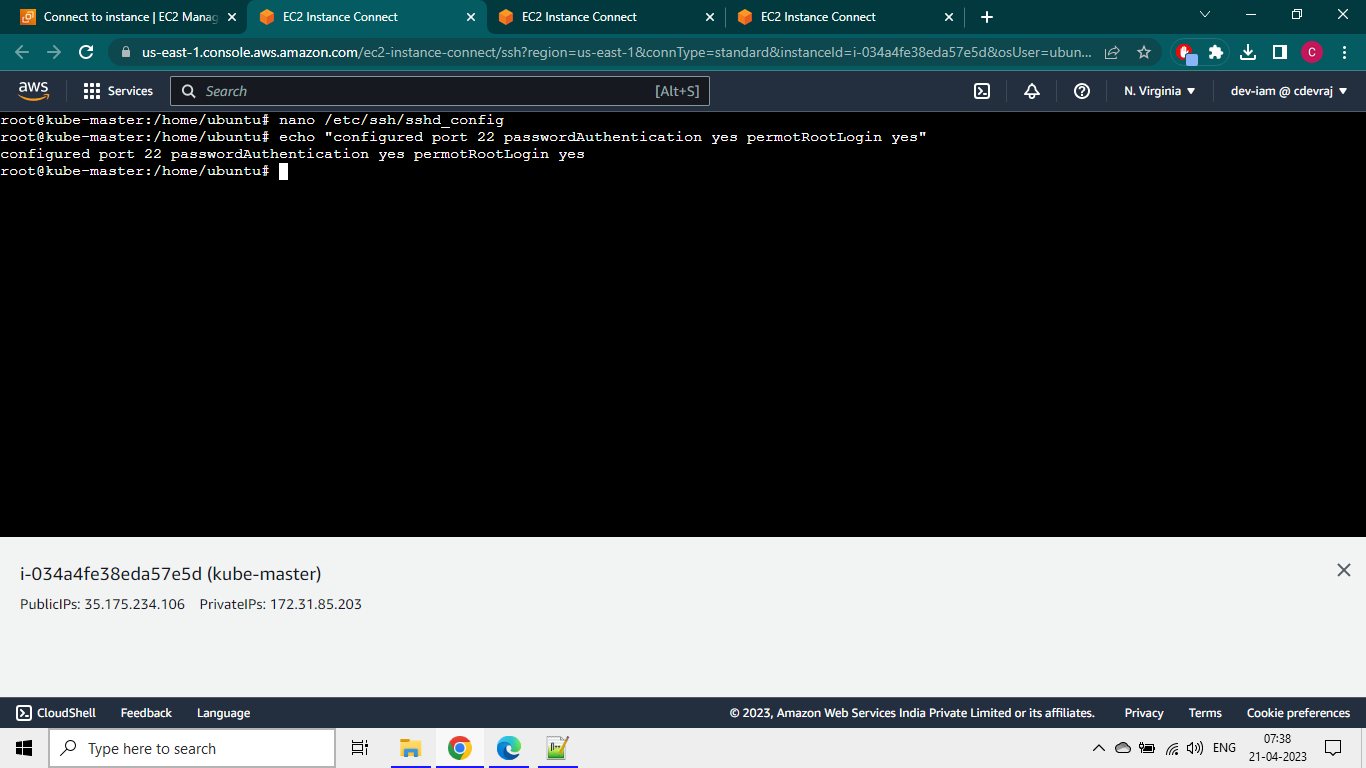 Connect to instance | EC2 Manag
EC2 Instance Connect
EC2 Instance Connect
EC2 Instance Connect
us-east-1.console.aws.amazon.com/ec2-instance-connect/ssh?region=us-east-1&connType=standard&instanceId=i-034a4fe38eda57e5d&osUser=ubun...
C
aws
Services
Search
[Alt+S]
N. Virginia
dev-iam @ cdevraj
root@kube-master:/home/ubuntu# nano /etc/ssh/sshd_config
root@kube-master:/home/ubuntu# echo "configured port 22 passwordAuthentication yes permotRootLogin yes"
configured port 22 passwordAuthentication yes permotRootLogin yes
root@kube-master:/home/ubuntu#
i-034a4fe38eda57e5d (kube-master)
PublicIPs: 35.175.234.106 PrivateIPs: 172.31.85.203
CloudShell
Feedback
Language
© 2023, Amazon Web Services India Private Limited or its affiliates.
Privacy
Terms
Cookie preferences
Type here to search
ENG
07:38
21-04-2023